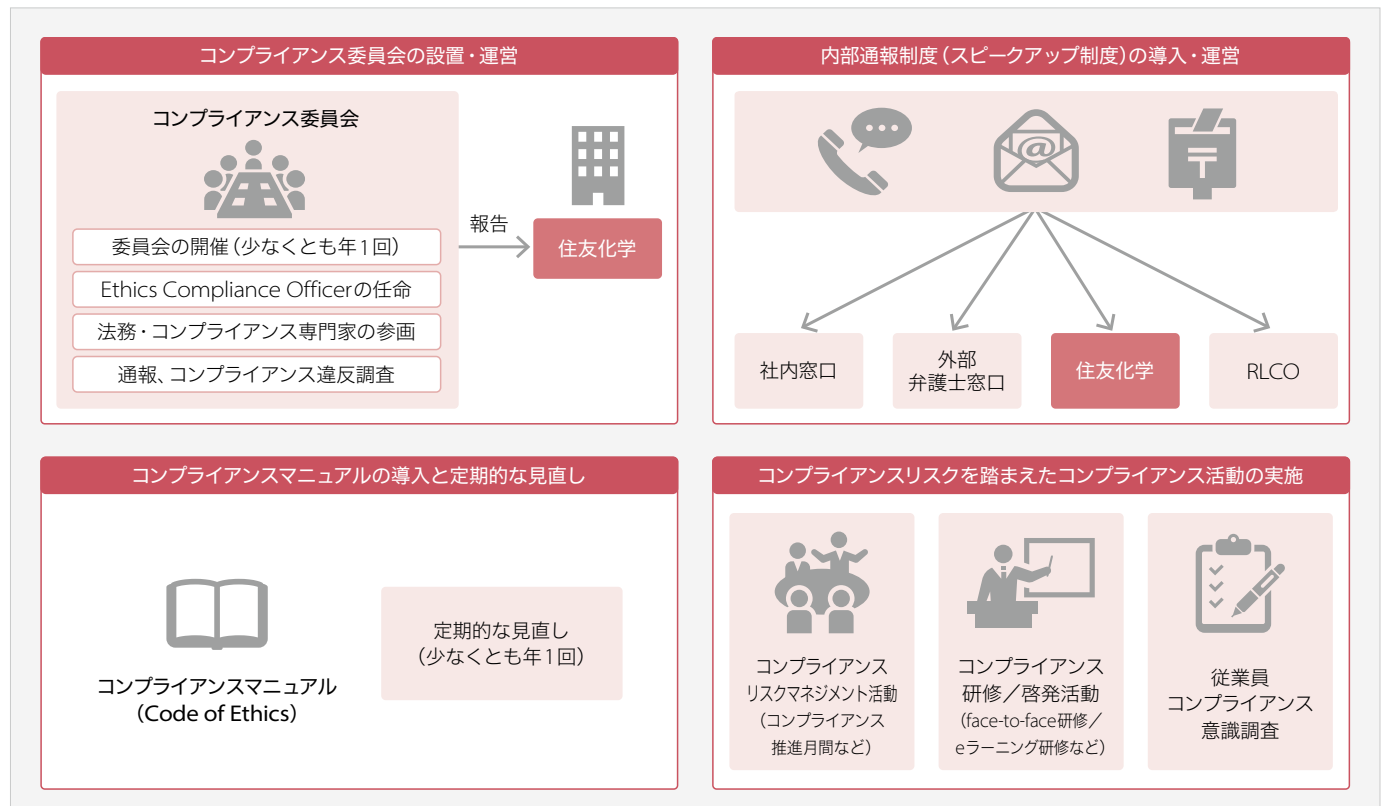 コンプライアンス委員会の設置・運営
コンプライアンス委員会
委員会の開催(少なくとも年1回)
Ethics Compliance Officerの任命
法務・コンプライアンス専門家の参画
通報、コンプライアンス違反調査
報告
住友化学
内部通報制度(スピークアップ制度)の導入・運営
@
〒
社内窓口
外部
弁護士窓口
住友化学
RLCO
コンプライアンスマニュアルの導入と定期的な見直し
コンプライアンスマニュアル
(Code of Ethics)
定期的な見直し
(少なくとも年1回)
コンプライアンスリスクを踏まえたコンプライアンス活動の実施
コンプライアンス
リスクマネジメント活動
(コンプライアンス
推進月間など)
コンプライアンス
研修/啓発活動
(face-to-face研修/
eラーニング研修など)
従業員
コンプライアンス
意識調査